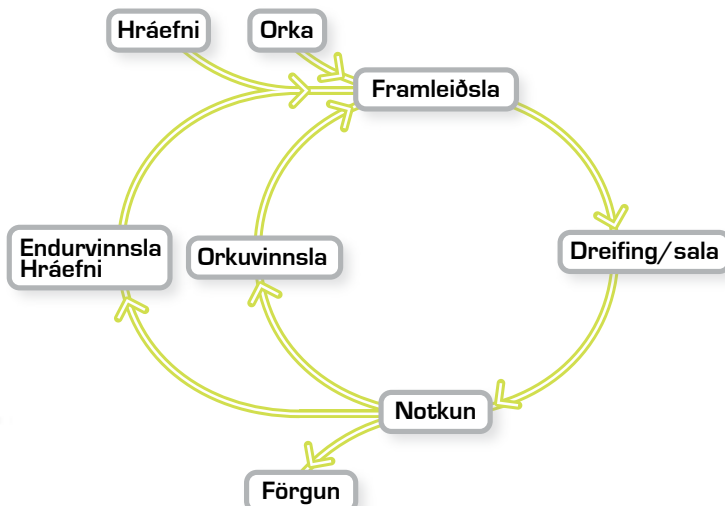 Hráefni
Orka
Framleiðsla
Endurvinnsla
Hráefni
Orkuvinnsla
Dreifing/sala
Notkun
Förgun